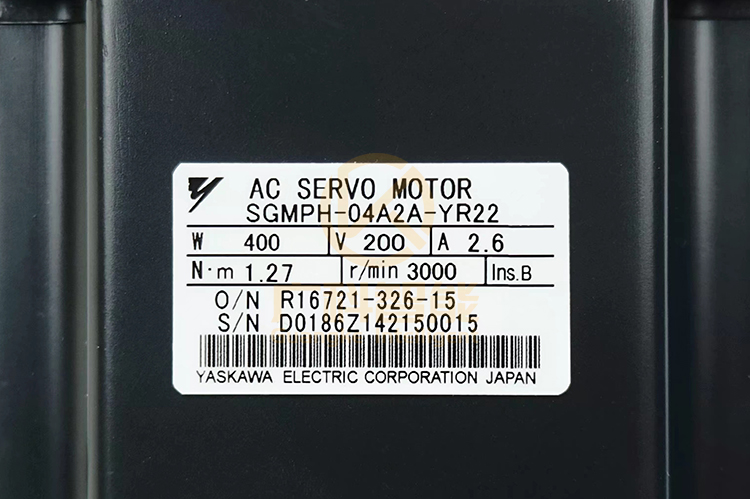 AC SERVO MOTOR
SGMPH-04A2A-YR22
W 400 V 200 A 2.6
N·m 1.27 r/min 3000 Ins.B
O/N R16721-326-15
S/N D0186Z142150015
YASKAWA ELECTRIC CORPORATION JAPAN